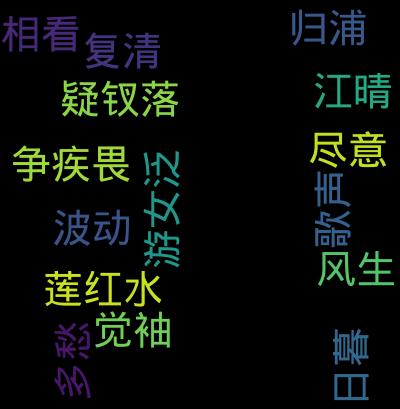 相看
复清
归浦
疑钗落
江晴
争疾畏
尽意
游女泛
歌声
波动
风生
莲红水
觉袖
多愁
日暮